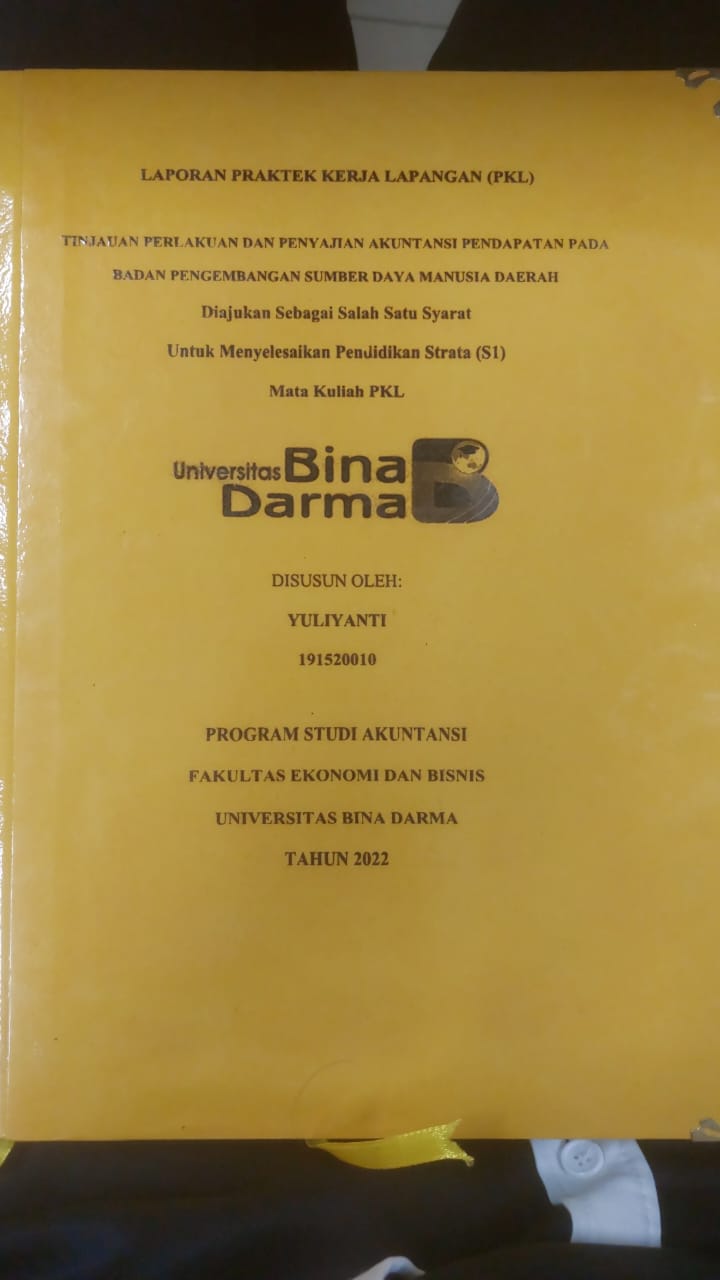 LAPORAN PRAKTEK KERJA LAPANGAN (PKL)
TINJAUAN PERLAKUAN DAN PENYAJIAN AKUNTANSI PENDAPATAN PADA
BADAN PENGEMBANGAN SUMBER DAYA MANUSIA DAERAH
Diajukan Sebagai Salah Satu Syarat
Untuk Menyelesaikan Pendidikan Strata (S1)
Mata Kuliah PKL
Universitas Bina
Darma
DISUSUN OLEH:
YULIYANTI
191520010
PROGRAM STUDI AKUNTANSI
FAKULTAS EKONOMI DAN BISNIS
UNIVERSITAS BINA DARMA
TAHUN 2022